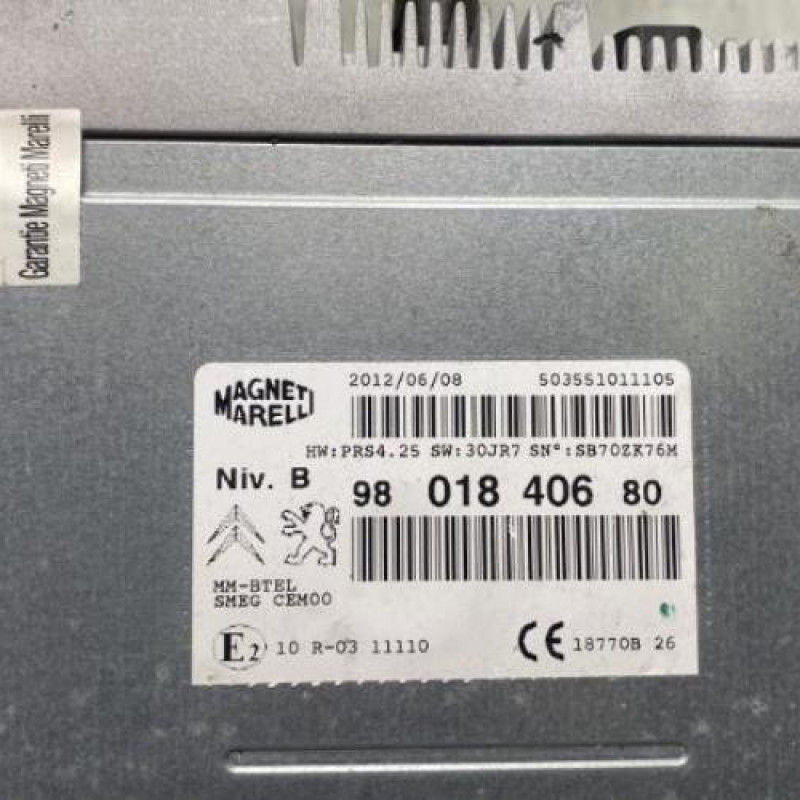 Garantie Magneti Marelli
MAGNETI MARELLI
2012/06/08 503551011105
HW:PRS4.25 SW:30JR7 SN°:SB70ZK76M
Niv. B
98 018 406 80
MM-BTEL
SMEG CEM00
E2 10 R-03 11110
CE 18770B 26